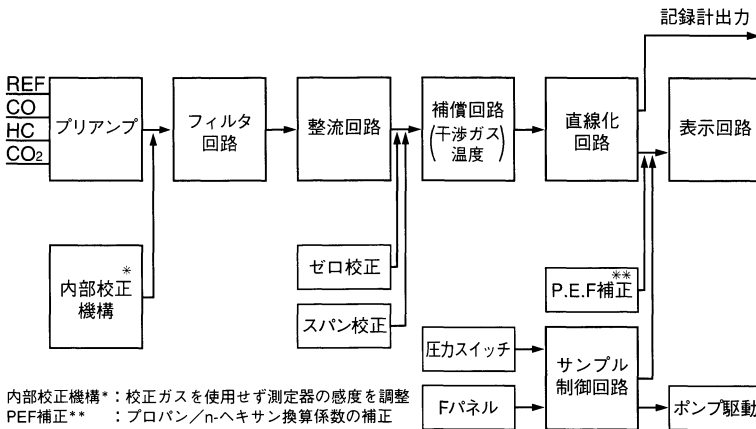 記録計出力
REF
CO
HC
CO₂
プリアンプ
フィルタ
回路
整流回路
補償回路
(干渉ガス
温度)
直線化
回路
表示回路
内部校正*
機構
ゼロ校正
スパン校正
P.E.F補正**
圧力スイッチ
Fパネル
サンプル
制御回路
ポンプ駆動
内部校正機構*：校正ガスを使用せず測定器の感度を調整
PEF補正**　：プロパン／n-ヘキサン換算係数の補正